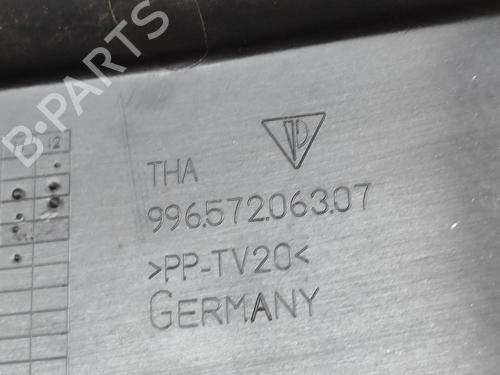 B-PARTS
12
THA
996.572.063.07
>PP-TV20<
GERMANY